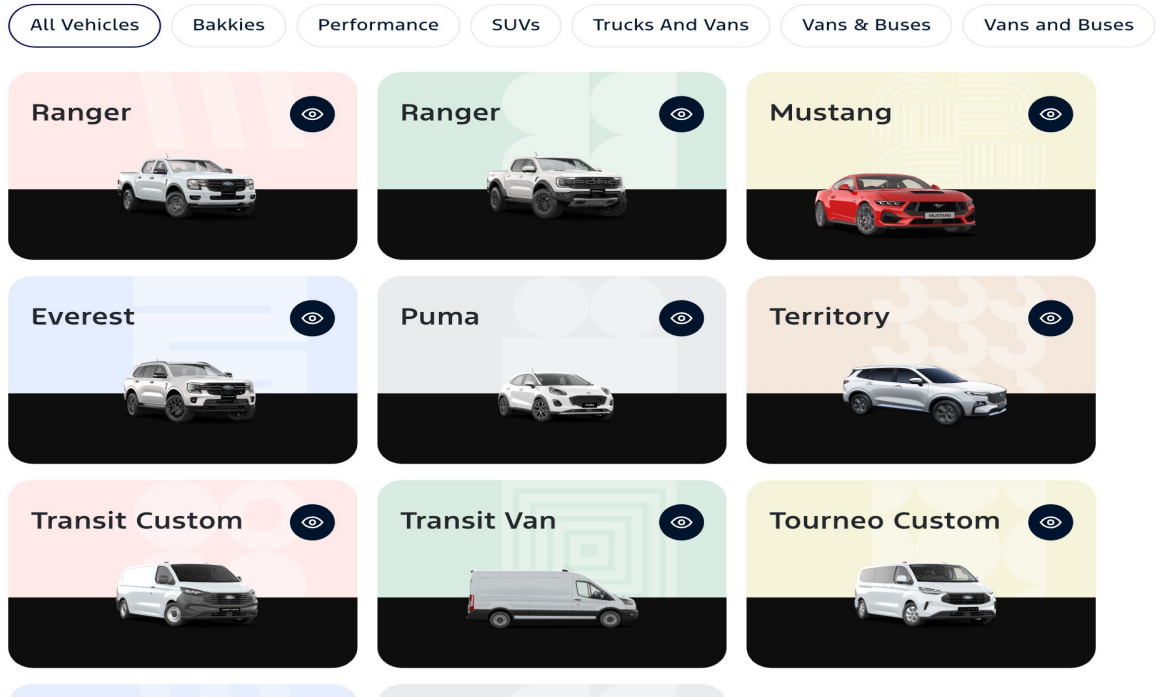 All Vehicles
Bakkies
Performance
SUVs
Trucks And Vans
Vans & Buses
Vans and Buses
Ranger
Ranger
Mustang
MUSTANG
Everest
Puma
Territory
Transit Custom
Transit Van
Tourneo Custom